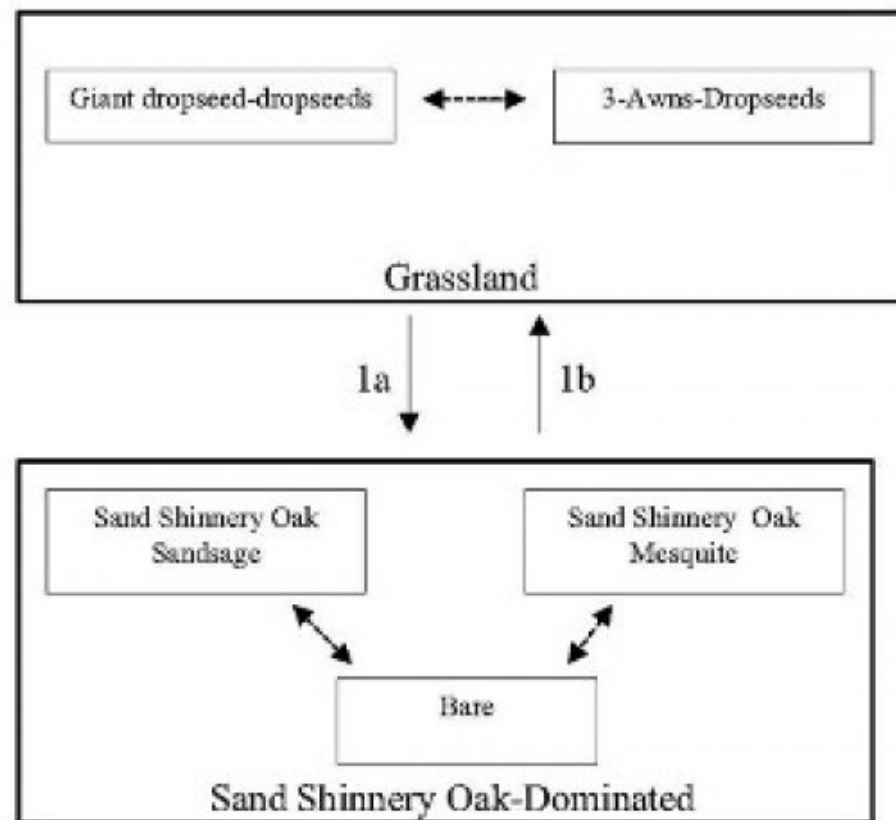 Giant dropseed-dropseeds
3-Awns-Dropseeds
Grassland
1a
1b
Sand Shinnery Oak
Sandsage
Sand Shinnery Oak
Mesquite
Bare
Sand Shinnery Oak-Dominated